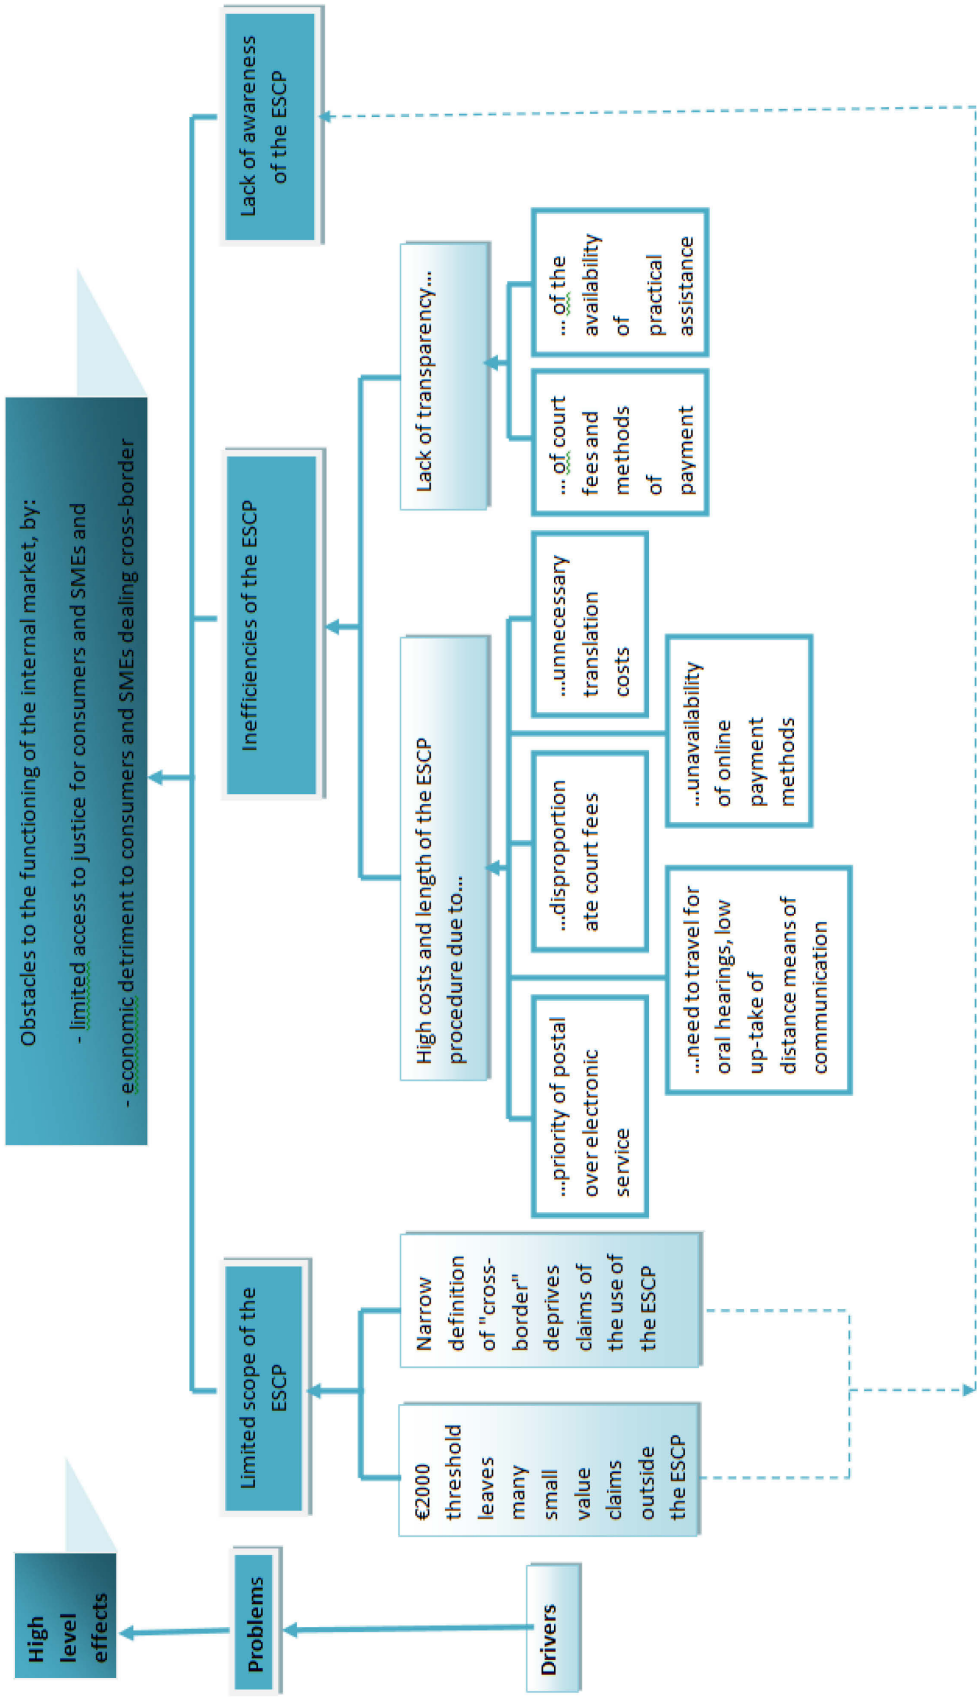 High
level
effects
Obstacles to the functioning of the internal market, by:
- limited access to justice for consumers and SMEs and
- economic detriment to consumers and SMEs dealing cross-border
Problems
Limited scope of the
ESCP
Inefficiencies of the ESCP
Lack of awareness
of the ESCP
Drivers
€2000
threshold
leaves
many
small
value
claims
outside
the ESCP
Narrow
definition
of "cross-
border"
deprives
claims of
the use of
the ESCP
High costs and length of the ESCP
procedure due to...
Lack of transparency...
...priority of postal
over electronic
service
...disproportion
ate court fees
...unnecessary
translation
costs
... of court
fees and
methods
of
payment
... of the
availability
of
practical
assistance
...need to travel for
oral hearings, low
up-take of
distance means of
communication
...unavailability
of online
payment
methods